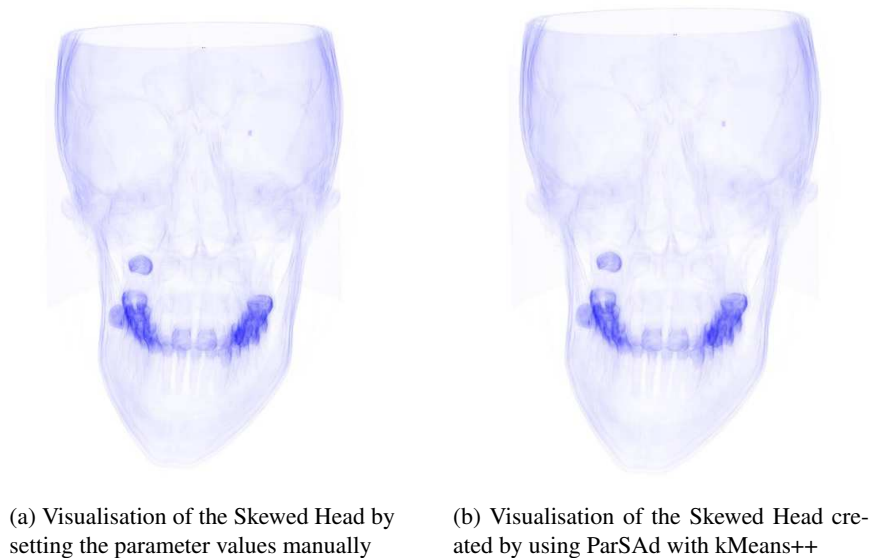 (a) Visualisation of the Skewed Head by
setting the parameter values manually
(b) Visualisation of the Skewed Head cre-
ated by using ParSAd with kMeans++